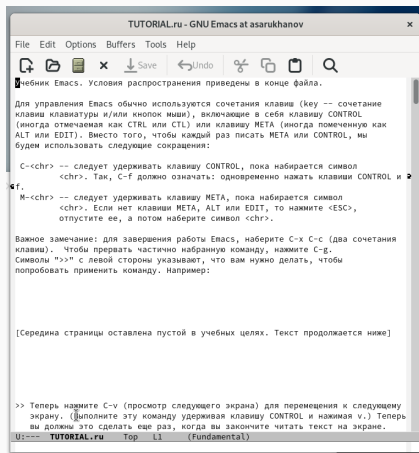 TUTORIAL.ru - GNU Emacs at asarukhanov
File Edit Options Buffers Tools Help
Save Undo
Учебник Emacs. Условия распространения приведены в конце файла.
Для управления Emacs обычно используются сочетания клавиш (key -- сочетание
клавиш клавиатуры и/или кнопок мыши), включающие в себя клавишу CONTROL
(иногда отмечаемая как CTRL или CTL) или клавишу META (иногда помеченную как
ALT или EDIT). Вместо того, чтобы каждый раз писать META или CONTROL, мы
будем использовать следующие сокращения:
C-<chr> -- следует удерживать клавишу CONTROL, пока набирается символ
<chr>. Так, C-f должно означать: одновременно нажать клавиши CONTROL и
f.
M-<chr> -- следует удерживать клавишу META, пока набирается символ
<chr>. Если нет клавиши META, ALT или EDIT, то нажмите <ESC>,
отпустите ее, а потом наберите символ <chr>.
Важное замечание: для завершения работы Emacs, наберите C-x C-c (два сочетания
клавиш). Чтобы прервать частично набранную команду, нажмите C-g.
Символы ">>" с левой стороны указывают, что вам нужно делать, чтобы
попробовать применить команду. Например:
[Середина страницы оставлена пустой в учебных целях. Текст продолжается ниже]
>> Теперь нажмите C-v (просмотр следующего экрана) для перемещения к следующему
экрану. (Выполните эту команду удерживая клавишу CONTROL и нажимая v.) Теперь
вы должны это сделать еще раз, когда вы закончите читать текст на экране.
U:--- TUTORIAL.ru Top L1 (Fundamental)